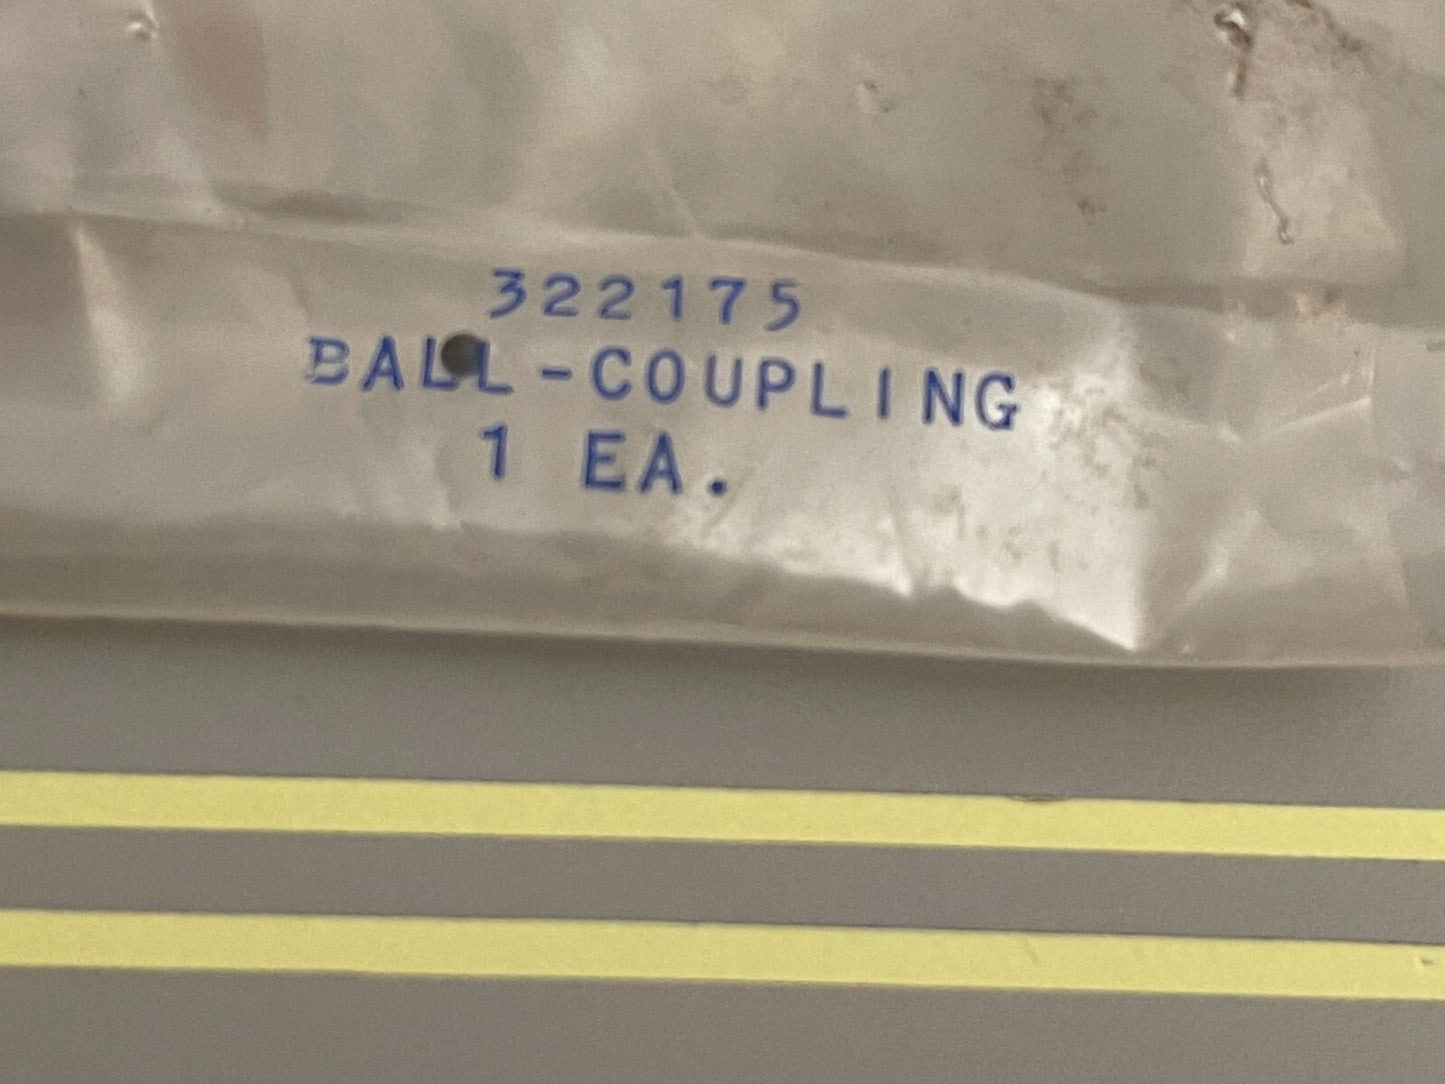 322175
BALL-COUPLING
1 EA.